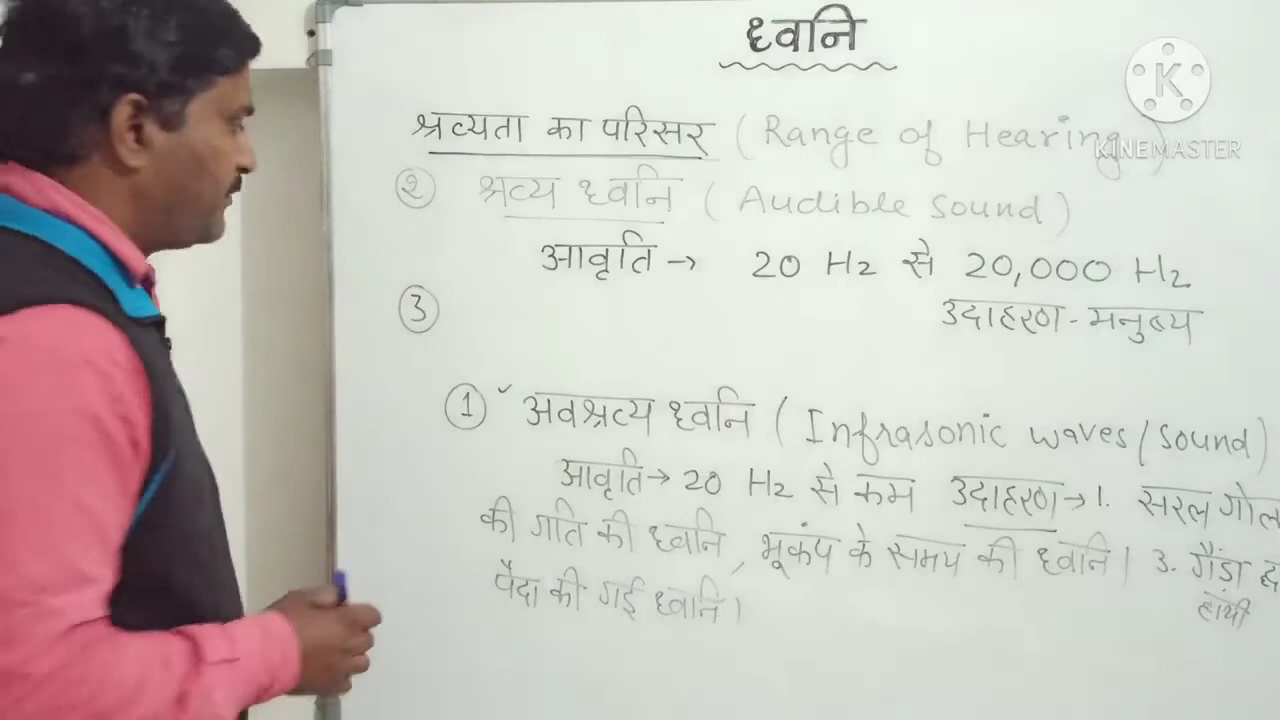 ध्वनि
श्रव्यता का परिसर (Range of Hearing)
K
KINEMASTER
② श्रव्य ध्वनि (Audible Sound)
आवृति → 20 Hz से 20,000 Hz
उदाहरण - मनुष्य
③
① अवश्रव्य ध्वनि (Infrasonic waves/Sound)
आवृति → 20 Hz से कम उदाहरण → 1. सरल गोल
की गति की ध्वनि, भूकंप के समय की ध्वनि। 3. गैंडा
हाथी
पैदा की गई ध्वनि।